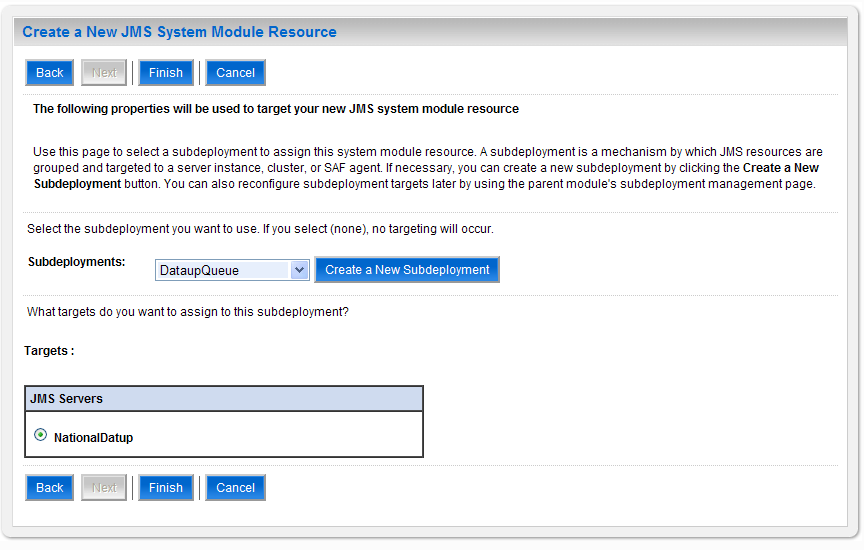 Create a New JMS System Module Resource
Back Next Finish Cancel
The following properties will be used to target your new JMS system module resource
Use this page to select a subdeployment to assign this system module resource. A subdeployment is a mechanism by which JMS resources are
grouped and targeted to a server instance, cluster, or SAF agent. If necessary, you can create a new subdeployment by clicking the Create a New
Subdeployment button. You can also reconfigure subdeployment targets later by using the parent module's subdeployment management page.
Select the subdeployment you want to use. If you select (none), no targeting will occur.
Subdeployments: DataupQueue Create a New Subdeployment
What targets do you want to assign to this subdeployment?
Targets :
JMS Servers
NationalDatup
Back Next Finish Cancel